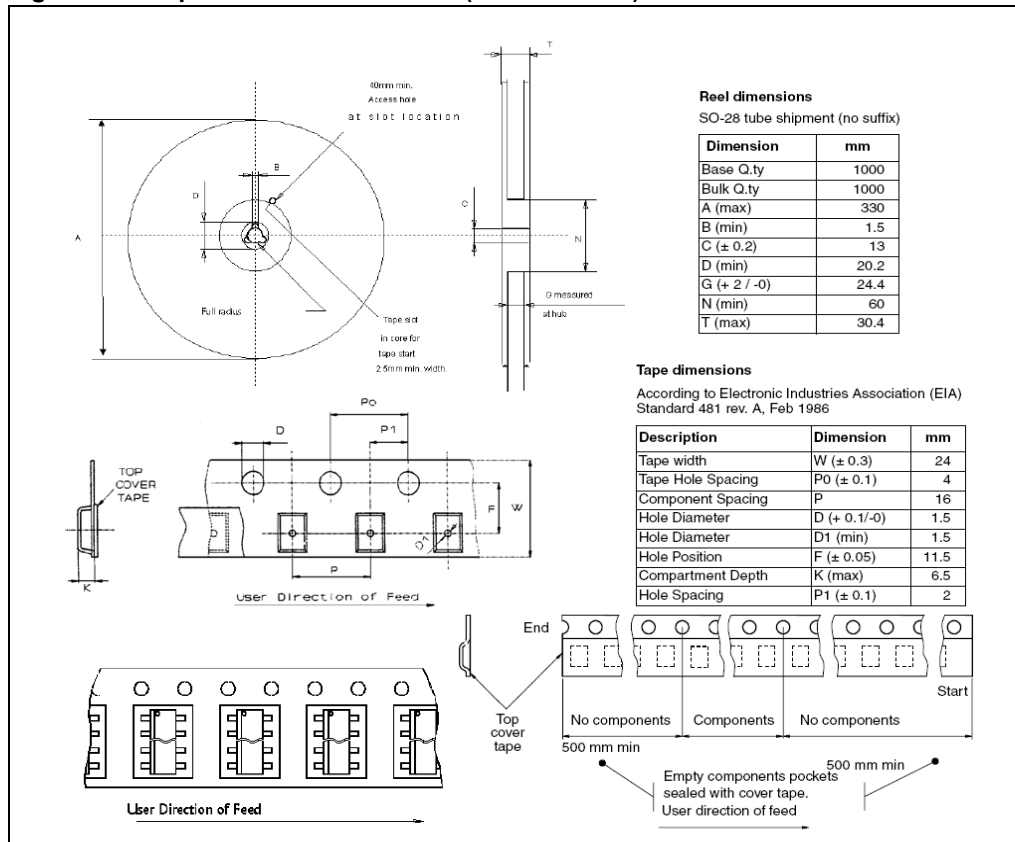 T
40mm min.
Access hole
at slot location
B
D
A
C
N
Full radius
Tape slot
in core for
tape start
2.5mm min. width.
G measured
at hub
Reel dimensions
SO-28 tube shipment (no suffix)
Dimension mm
Base Q.ty 1000
Bulk Q.ty 1000
A (max) 330
B (min) 1.5
C (± 0.2) 13
D (min) 20.2
G (+ 2 / -0) 24.4
N (min) 60
T (max) 30.4
Tape dimensions
According to Electronic Industries Association (EIA)
Standard 481 rev. A, Feb 1986
Description Dimension mm
Tape width W (± 0.3) 24
Tape Hole Spacing P0 (± 0.1) 4
Component Spacing P 16
Hole Diameter D (+ 0.1/-0) 1.5
Hole Diameter D1 (min) 1.5
Hole Position F (± 0.05) 11.5
Compartment Depth K (max) 6.5
Hole Spacing P1 (± 0.1) 2
Po
D
P1
TOP
COVER
TAPE
F
W
D1
K
P
User Direction of Feed
End
Start
Top
cover
tape
No components
Components
No components
500 mm min
500 mm min
Empty components pockets
sealed with cover tape.
User direction of feed
User Direction of Feed